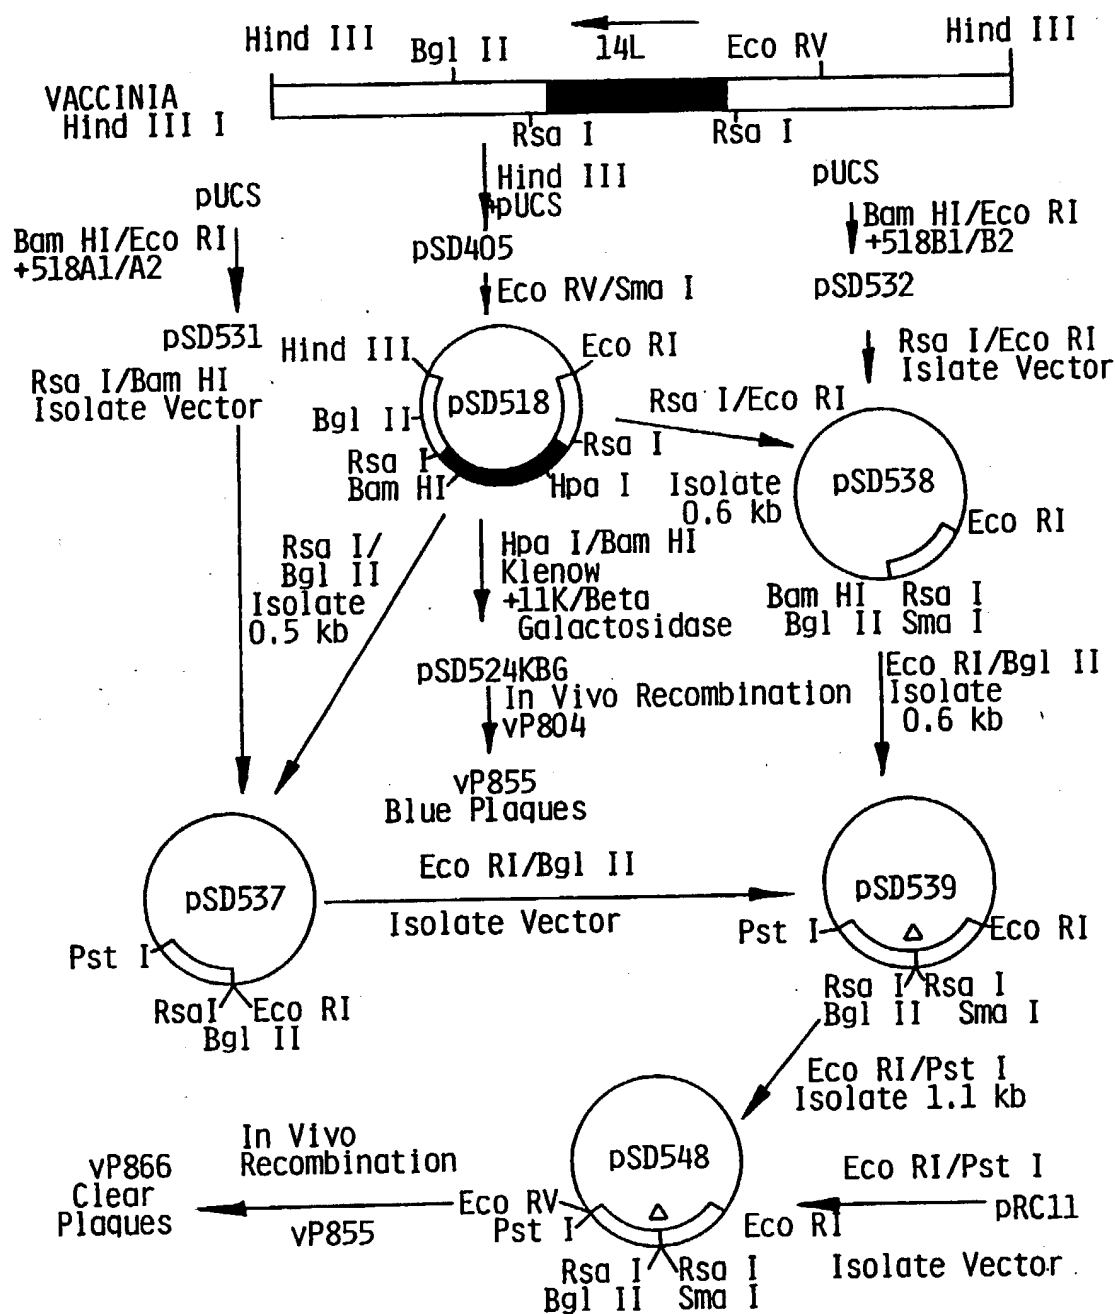 Hind III
Bgl II
14L
Eco RV
Hind III
VACCINIA
Hind III I
Rsa I
Rsa I
Hind III
+pUCS
pUCS
Bam HI/Eco RI
+518A1/A2
pSD405
pUCS
Bam HI/Eco RI
+518B1/B2
Eco RV/Sma I
pSD532
pSD531
Rsa I/Bam HI
Isolate Vector
Hind III
Eco RI
pSD518
Bgl II
Rsa I
Bam HI
Rsa I
Hpa I
Rsa I/Eco RI
Islate Vector
Rsa I/Eco RI
Isolate
0.6 kb
pSD538
Eco RI
Bam HI Rsa I
Bgl II Sma I
Rsa I/
Bgl II
Isolate
0.5 kb
Hpa I/Bam HI
Klenow
+11K/Beta
Galactosidase
pSD524KBG
In Vivo Recombination
vP804
vP855
Blue Plaques
Eco RI/Bgl II
Isolate
0.6 kb
pSD537
Pst I
RsaI Eco RI
Bgl II
Eco RI/Bgl II
Isolate Vector
pSD539
Pst I
Δ
Eco RI
Rsa I Rsa I
Bgl II Sma I
Eco RI/Pst I
Isolate 1.1 kb
pSD548
Eco RV
Pst I
Δ
Eco RI
Rsa I Rsa I
Bgl II Sma I
In Vivo
Recombination
vP855
vP866
Clear
Plaques
Eco RI/Pst I
pRC11
Isolate Vector